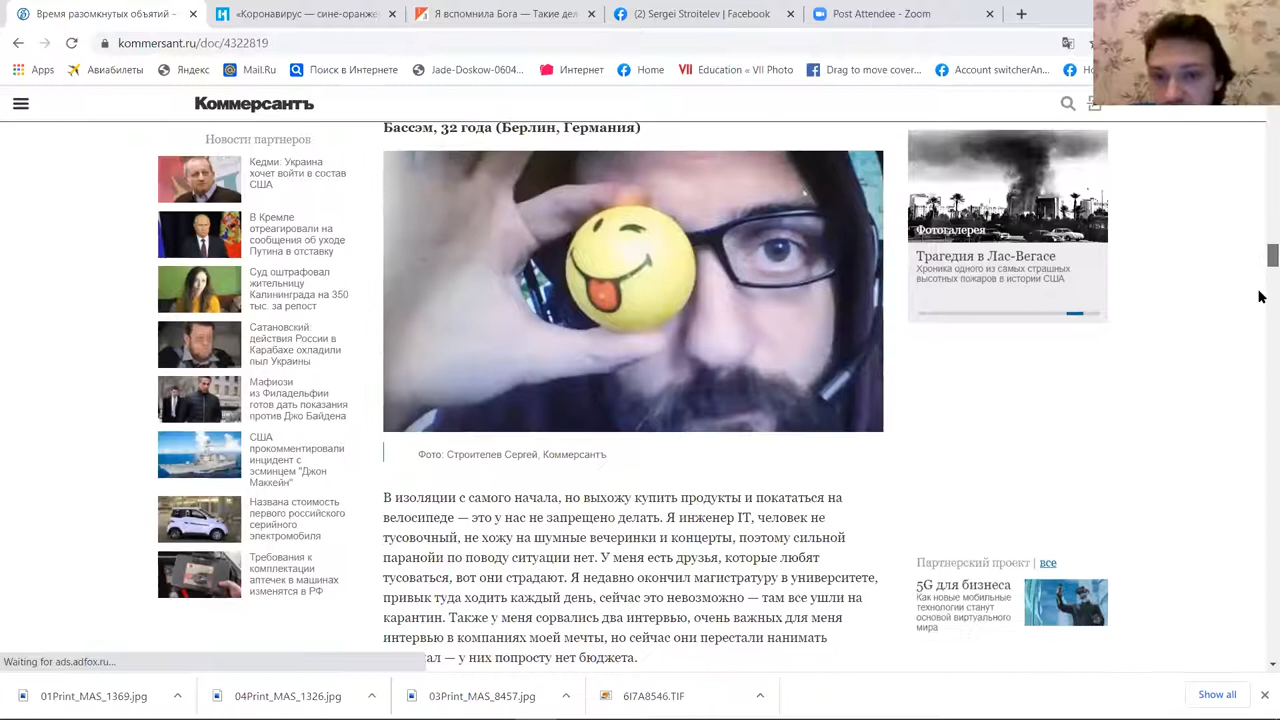 Время размокнутых объятий –
«Коронавирус — сине-оранже
Я вспомнила Бога — Такие дел
(2) Sergei Stroitelev | Facebook
Post Attendee - Zoom
kommersant.ru/doc/4322819
Apps
Авиабилеты
Яндекс
Mail.Ru
Поиск в Интернете
Jade-Doskow-0604...
Интернет
Home
Education « VII Photo
Drag to move cover...
Account switcherAn...
Коммерсантъ
Новости партнеров
Кедми: Украина
хочет войти в состав
США
В Кремле
отреагировали на
сообщения об уходе
Путина в отставку
Суд оштрафовал
жительницу
Калининграда на 350
тыс. за репост
Сатановский:
действия России в
Карабахе охладили
пыл Украины
Мафиози
из Филадельфии
готов дать показания
против Джо Байдена
США
прокомментировали
инцидент с
эсминцем "Джон
Маккейн"
Названа стоимость
первого российского
серийного
электромобиля
Требования к
комплектации
аптечек в машинах
изменятся в РФ
Бассэм, 32 года (Берлин, Германия)
Фото: Строителев Сергей, Коммерсантъ
В изоляции с самого начала, но выхожу купить продукты и покататься на
велосипеде — это у нас не запрещено делать. Я инженер IT, человек не
тусовочный, не хожу на шумные вечеринки и концерты, поэтому сильной
паранойи по поводу ситуации нет. У меня есть друзья, которые любят
тусоваться, вот они страдают. Я недавно окончил магистратуру в университе
привык туда ходить каждый день, сейчас это невозможно — там все ушли на
карантин. Также у меня сорвались два интервью, очень важных для меня
интервью в компаниях моей мечты, но сейчас они перестали нанимать
ал — у них попросту нет бюджета.
Фотогалерея
Трагедия в Лас-Вегасе
Хроника одного из самых страшных
высотных пожаров в истории США
Партнерский проект | все
5G для бизнеса
Как новые мобильные
технологии станут
основой виртуального
мира
Waiting for ads.adfox.ru...
01Print_MAS_1369.jpg
04Print_MAS_1326.jpg
03Print_MAS_8457.jpg
6I7A8546.TIF
Show all